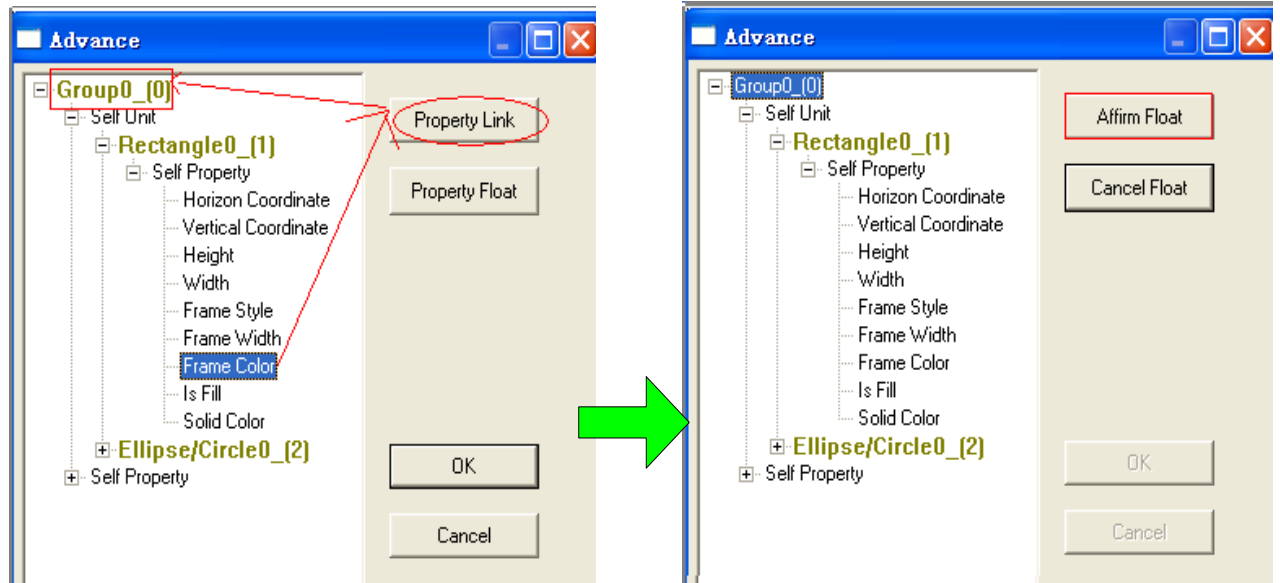 Advance
Group0_(0)
Self Unit
Rectangle0_(1)
Self Property
Horizon Coordinate
Vertical Coordinate
Height
Width
Frame Style
Frame Width
Frame Color
Is Fill
Solid Color
Ellipse/Circle0_(2)
Self Property
Property Link
Property Float
OK
Cancel
Advance
Group0_(0)
Self Unit
Rectangle0_(1)
Self Property
Horizon Coordinate
Vertical Coordinate
Height
Width
Frame Style
Frame Width
Frame Color
Is Fill
Solid Color
Ellipse/Circle0_(2)
Self Property
Affirm Float
Cancel Float
OK
Cancel